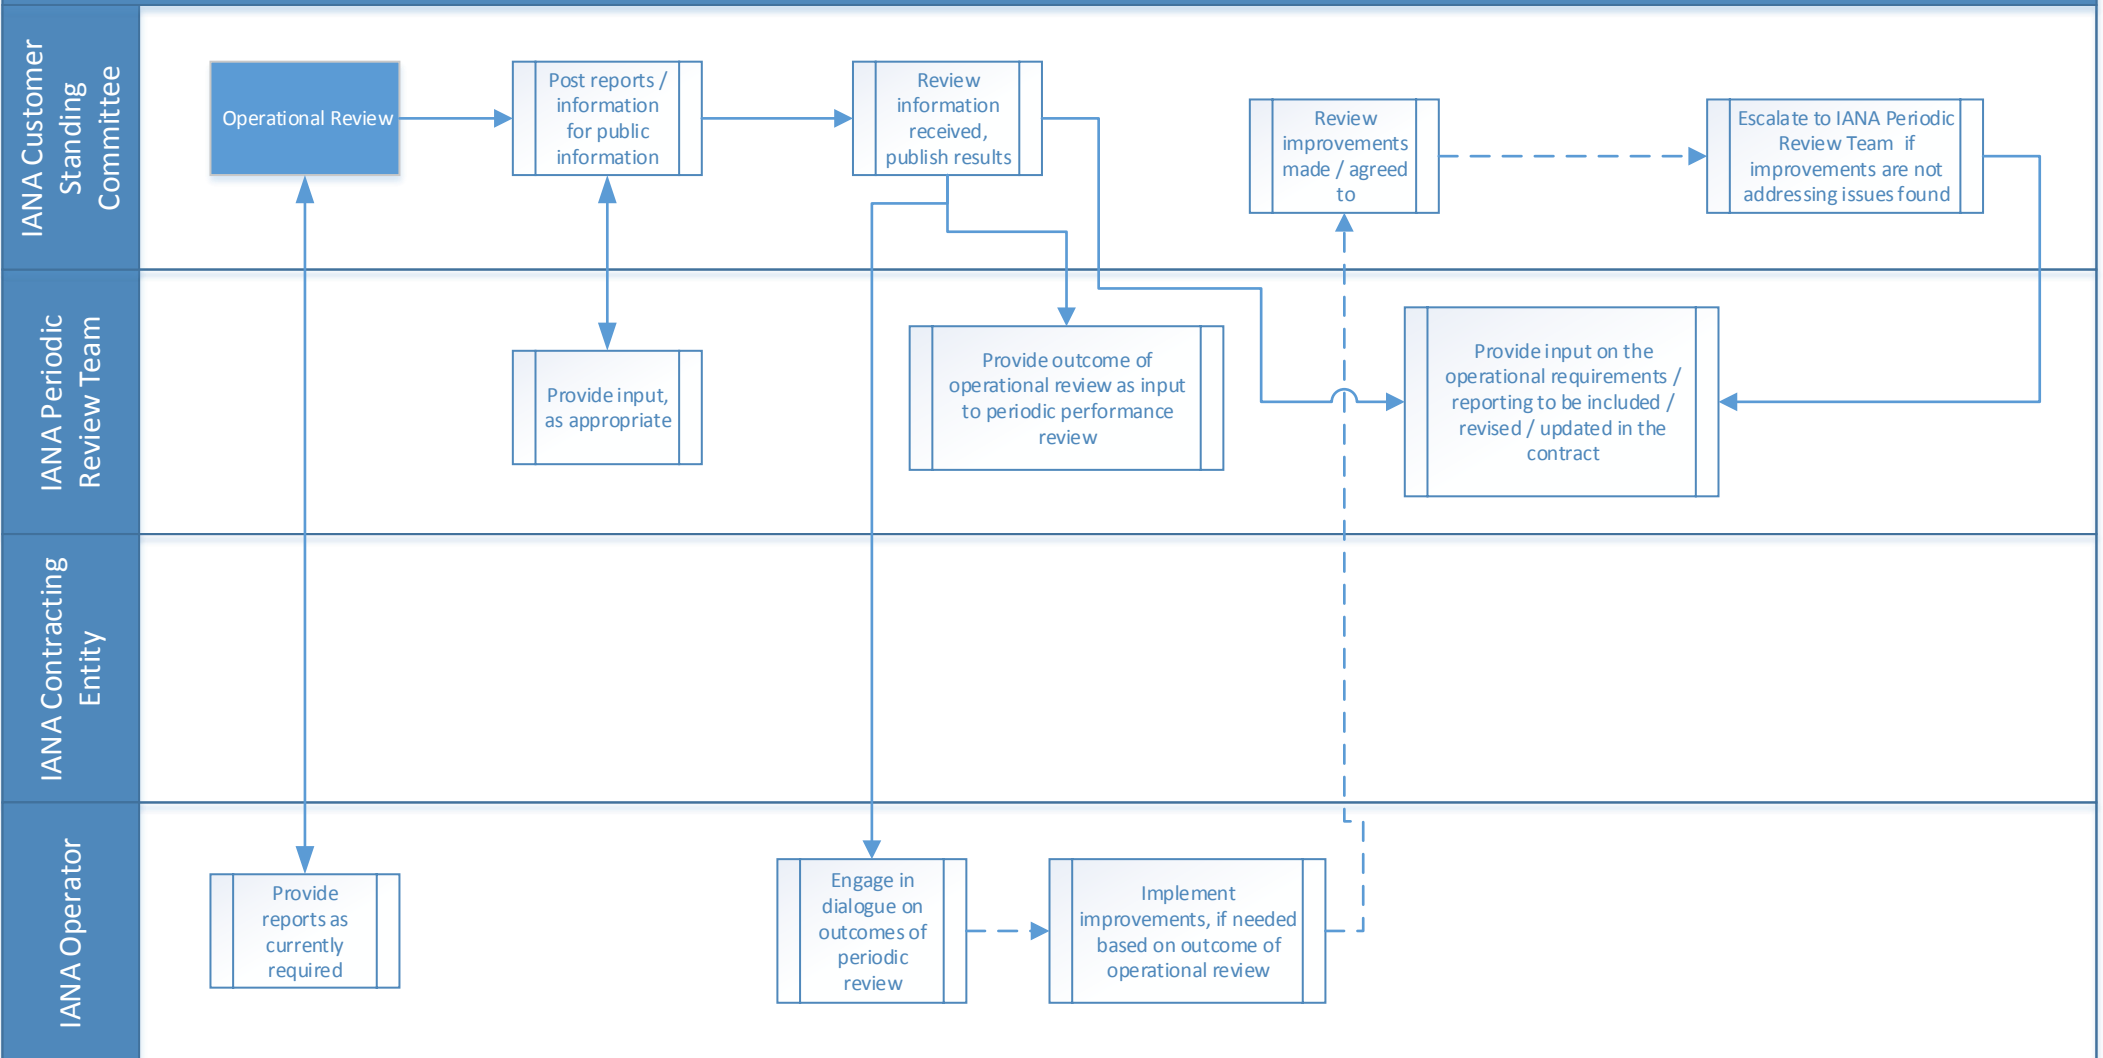 IANA Customer
Standing
Committee
Operational Review
Post reports /
information
for public
information
Review
information
received,
publish results
Review
improvements
made / agreed
to
Escalate to IANA Periodic
Review Team if
improvements are not
addressing issues found
IANA Periodic
Review Team
Provide input,
as appropriate
Provide outcome of
operational review as input
to periodic performance
review
Provide input on the
operational requirements /
reporting to be included /
revised / updated in the
contract
IANA Contracting
Entity
IANA Operator
Provide
reports as
currently
required
Engage in
dialogue on
outcomes of
periodic
review
Implement
improvements, if needed
based on outcome of
operational review